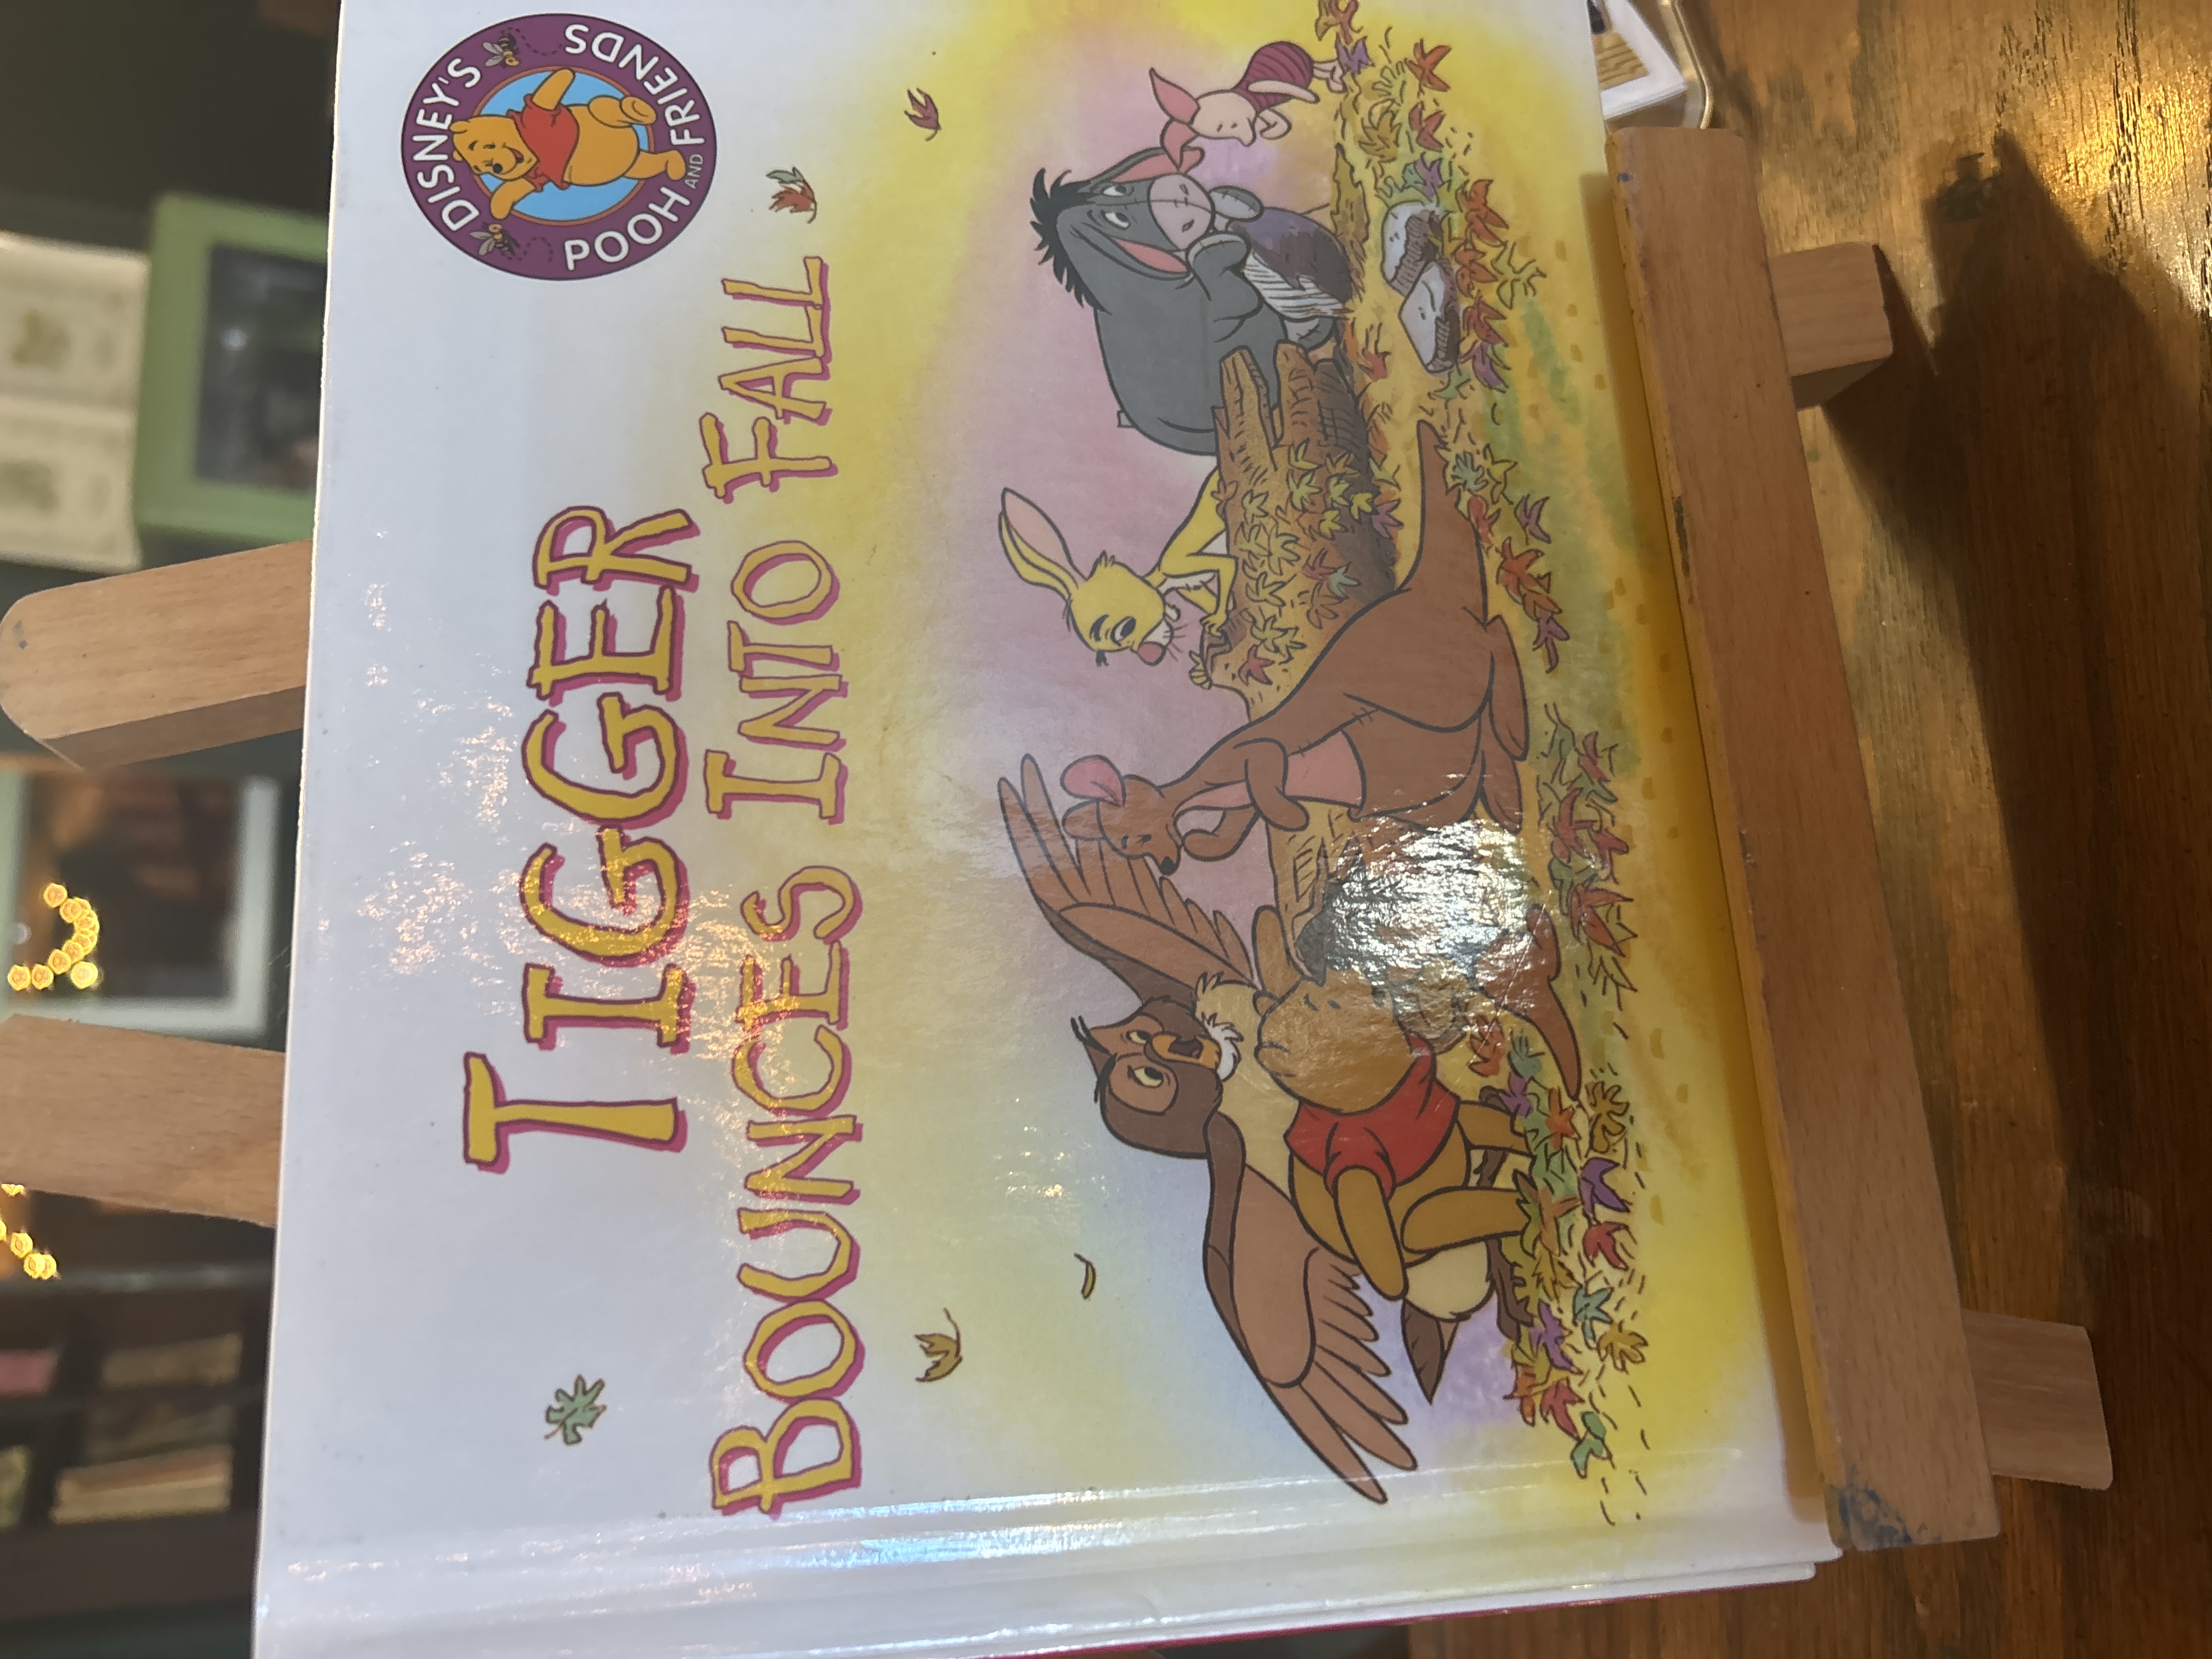 DISNEY'S
POOH AND FRIENDS
TIGGER
BOUNCES INTO FALL